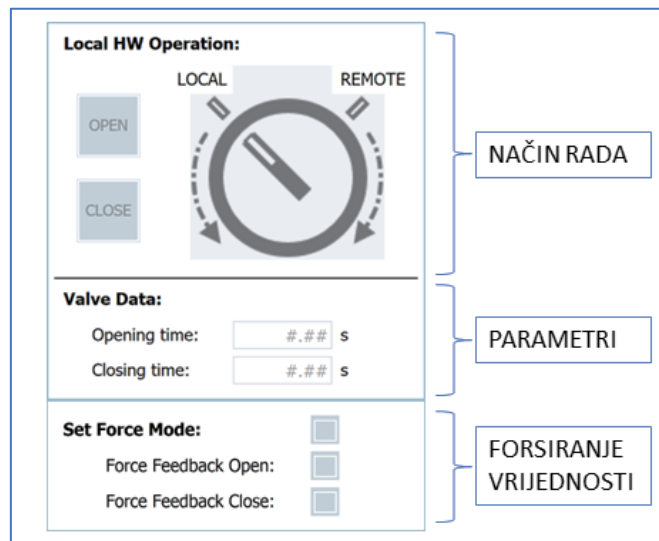 Local HW Operation:
LOCAL
REMOTE
OPEN
CLOSE
NAČIN RADA
Valve Data:
Opening time: #.## s
Closing time: #.## s
PARAMETRI
Set Force Mode:
Force Feedback Open:
Force Feedback Close:
FORSIRANJE
VRIJEDNOSTI